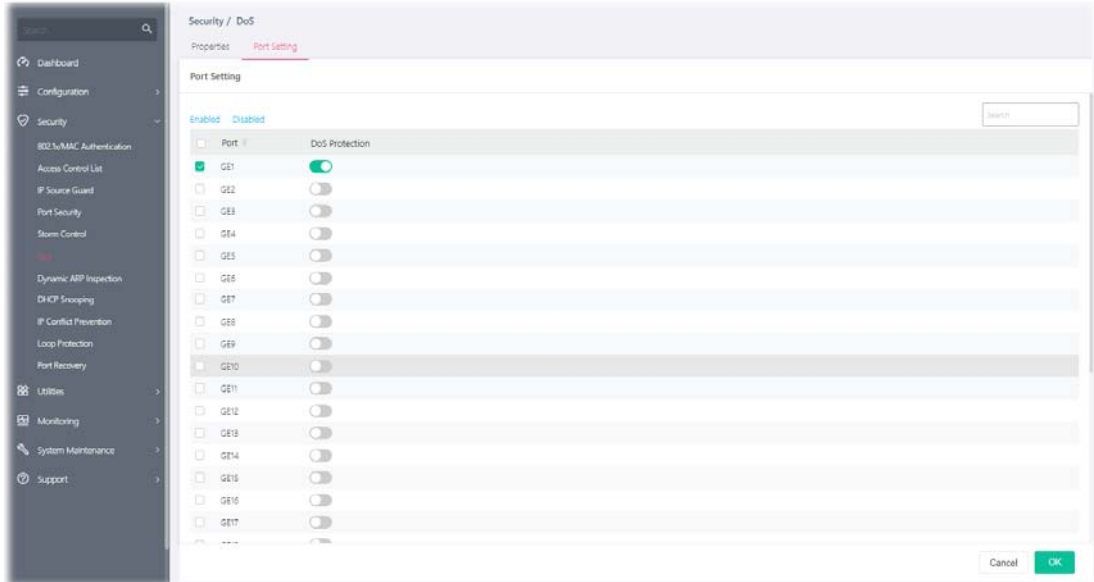 Search
Dashboard
Configuration
Security
802.1x/MAC Authentication
Access Control List
IP Source Guard
Port Security
Storm Control
DoS
Dynamic ARP Inspection
DHCP Snooping
IP Conflict Prevention
Loop Protection
Port Recovery
Utilities
Monitoring
System Maintenance
Support
Security / DoS
Properties Port Setting
Port Setting
Enabled Disabled
Search
Port DoS Protection
GE1
GE2
GE3
GE4
GE5
GE6
GE7
GE8
GE9
GE10
GE11
GE12
GE13
GE14
GE15
GE16
GE17
Cancel OK